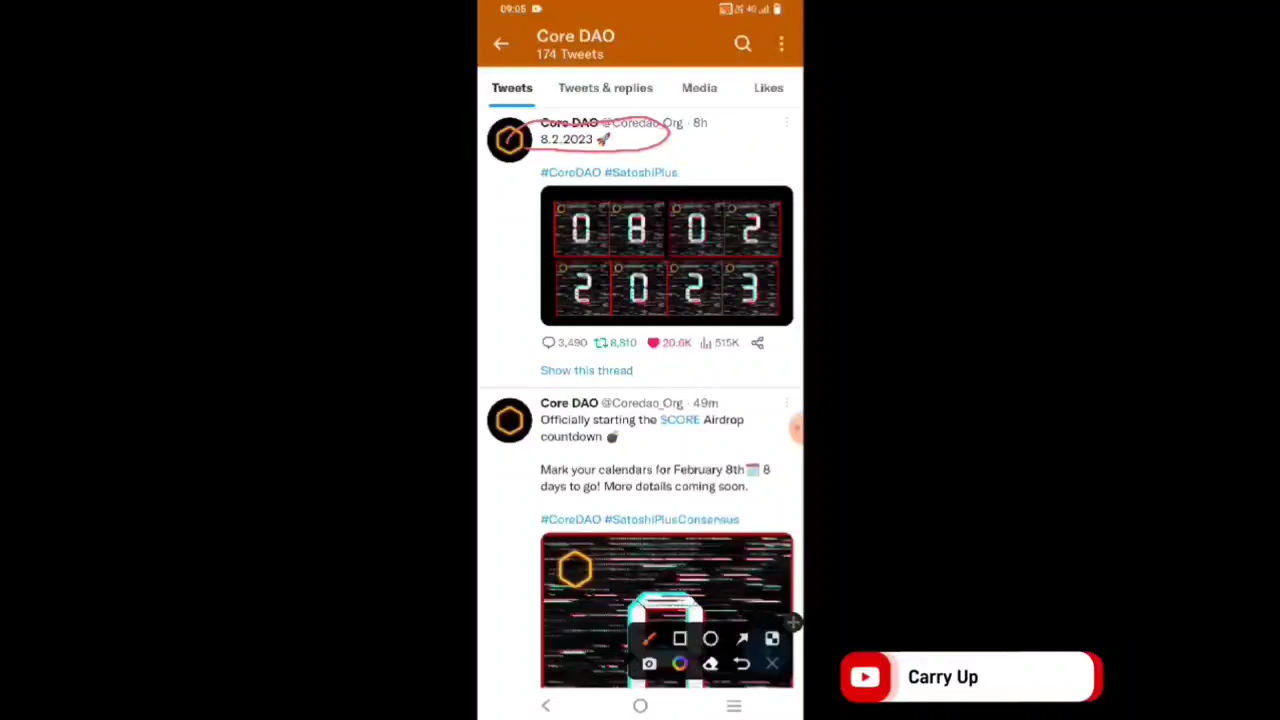 09:05
4G
Core DAO
174 Tweets
Tweets Tweets & replies Media Likes
Core DAO @Coredao_Org · 8h
8.2.2023 🚀
#CoreDAO #SatoshiPlus
0 8 0 2
2 0 2 3
3,490 8,810 20.6K 515K
Show this thread
Core DAO @Coredao_Org · 49m
Officially starting the $CORE Airdrop
countdown 💣
Mark your calendars for February 8th🗓️ 8
days to go! More details coming soon.
#CoreDAO #SatoshiPlusConsensus
Carry Up